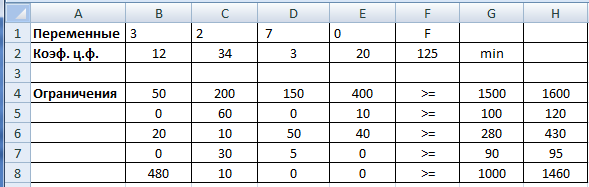 A B C D E F G H
1 Переменные 3 2 7 0 F
2 Коэф. ц.ф. 12 34 3 20 125 min
3
4 Ограничения 50 200 150 400 >= 1500 1600
5 0 60 0 10 >= 100 120
6 20 10 50 40 >= 280 430
7 0 30 5 0 >= 90 95
8 480 10 0 0 >= 1000 1460